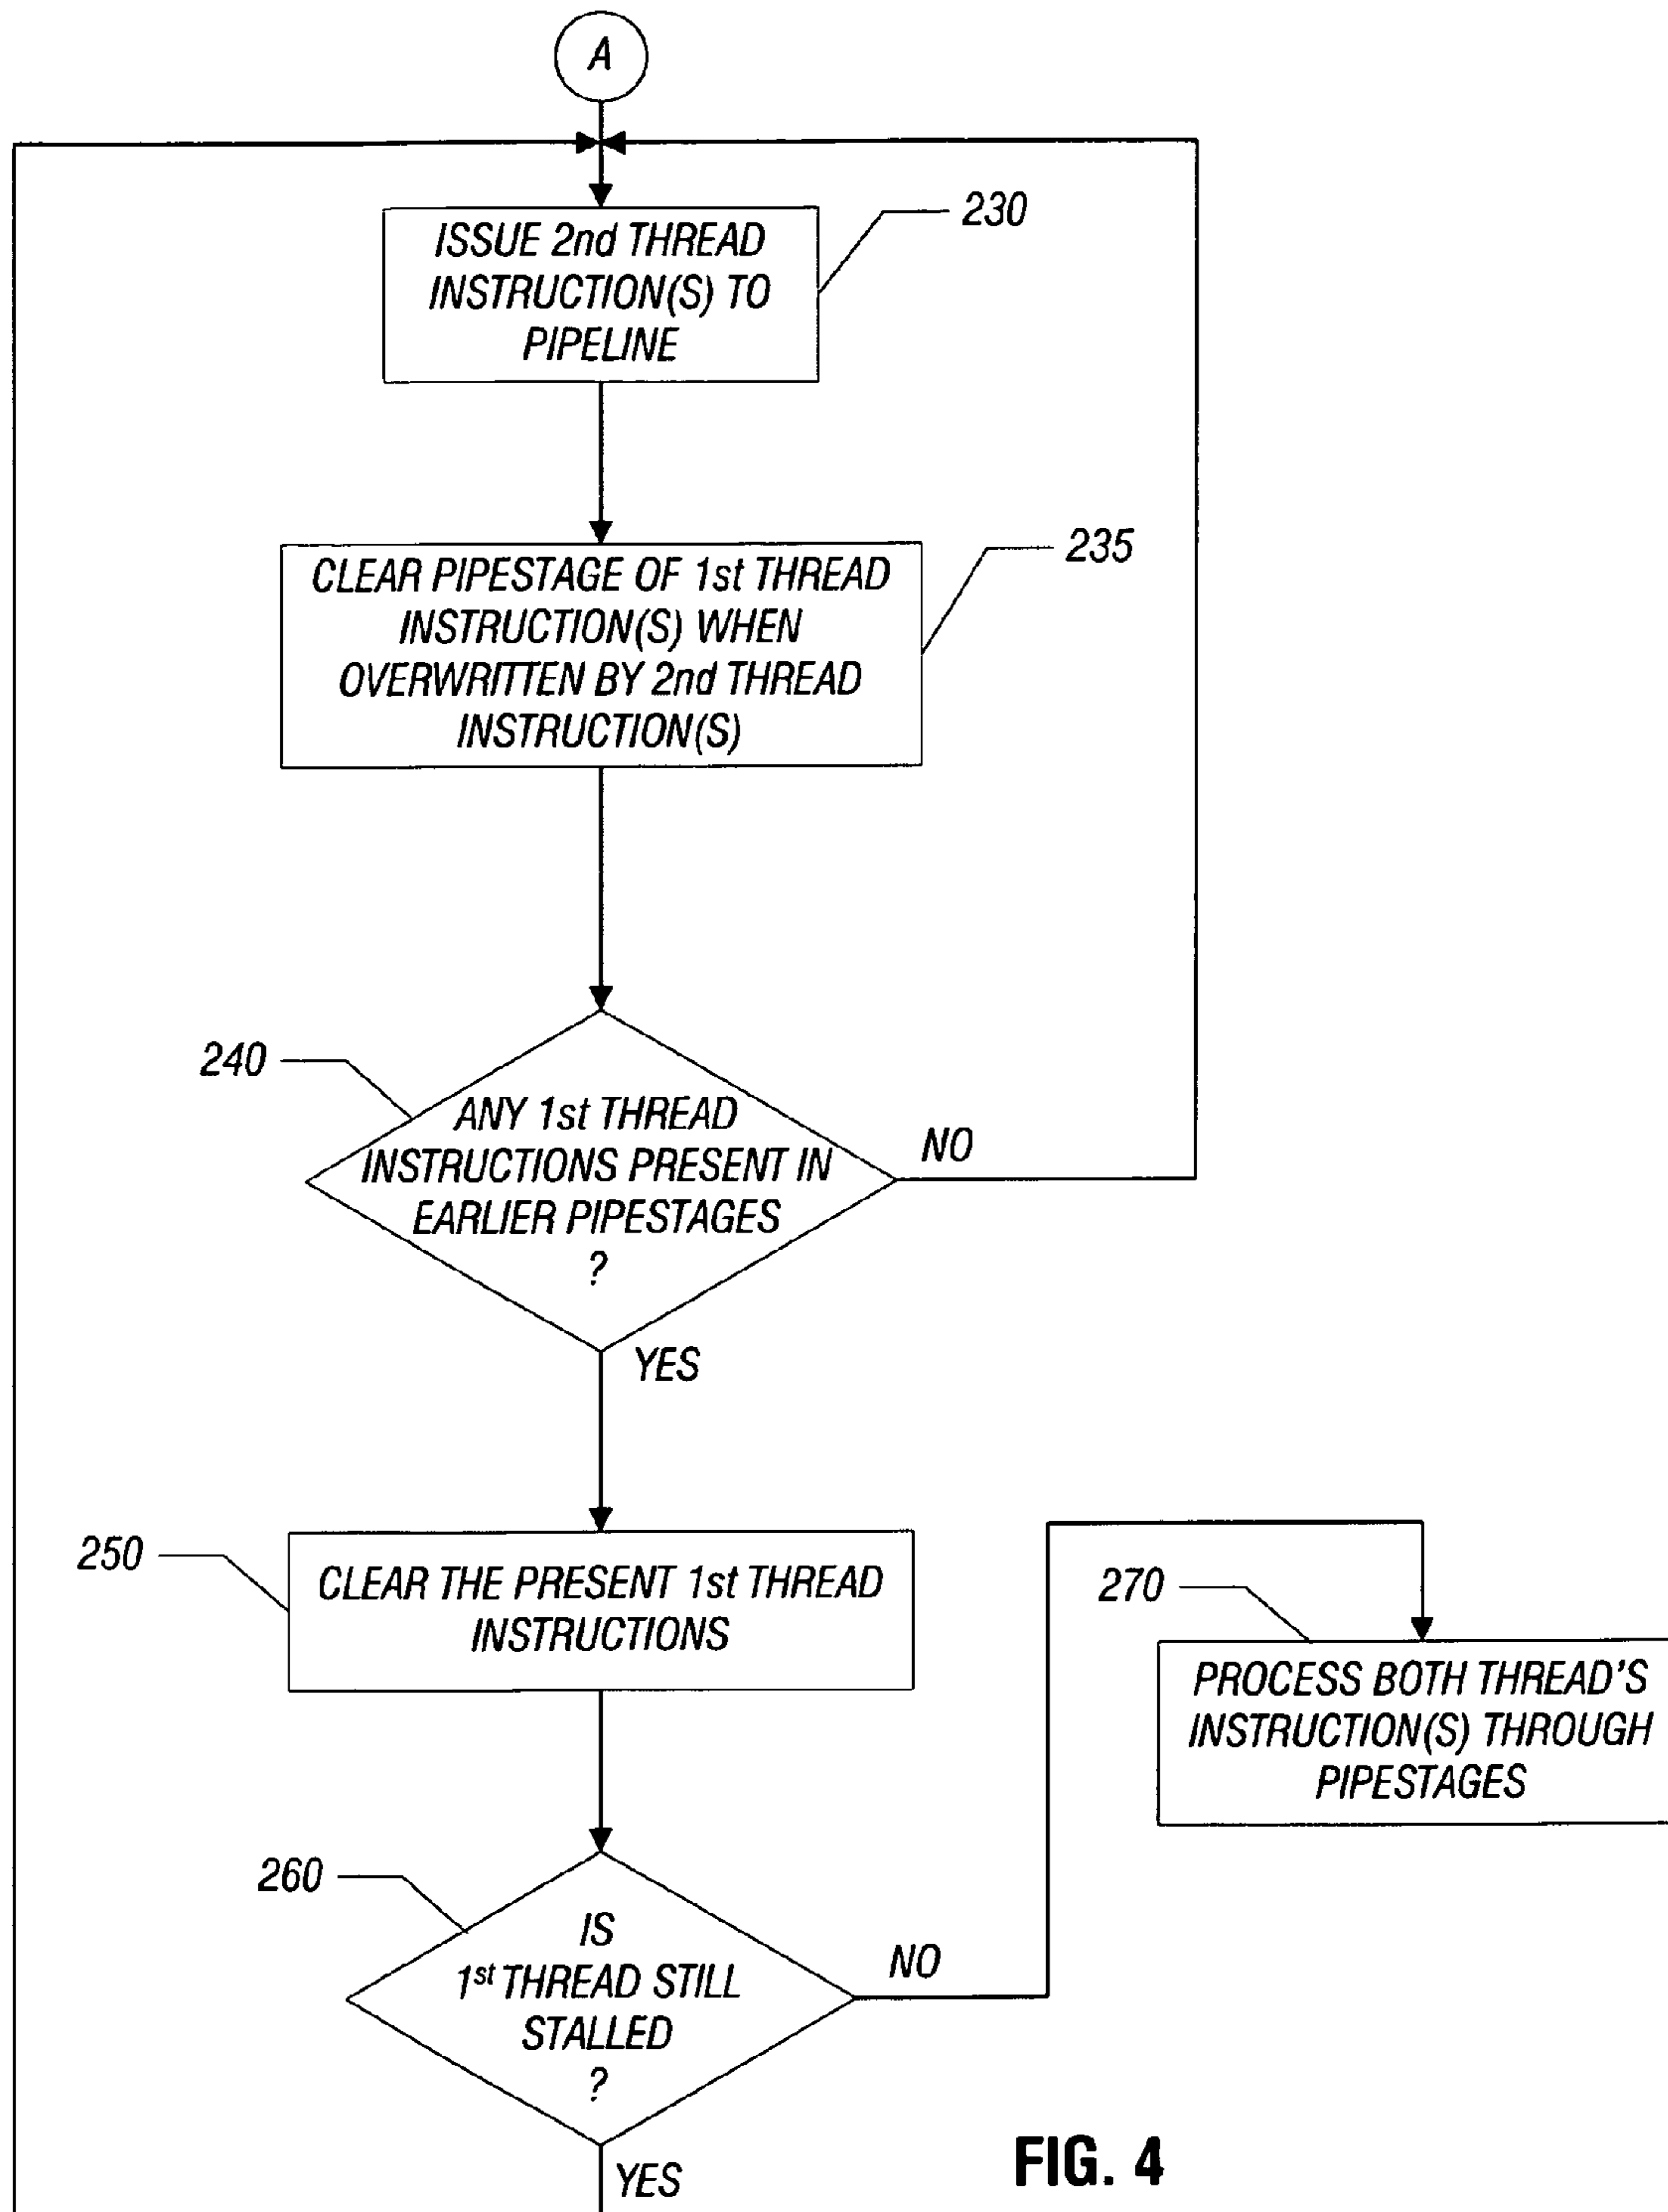 A
ISSUE 2nd THREAD
INSTRUCTION(S) TO
PIPELINE
230
CLEAR PIPESTAGE OF 1st THREAD
INSTRUCTION(S) WHEN
OVERWRITTEN BY 2nd THREAD
INSTRUCTION(S)
235
240
ANY 1st THREAD
INSTRUCTIONS PRESENT IN
EARLIER PIPESTAGES
?
NO
YES
250
CLEAR THE PRESENT 1st THREAD
INSTRUCTIONS
270
PROCESS BOTH THREAD'S
INSTRUCTION(S) THROUGH
PIPESTAGES
260
IS
1st THREAD STILL
STALLED
?
NO
YES
FIG. 4